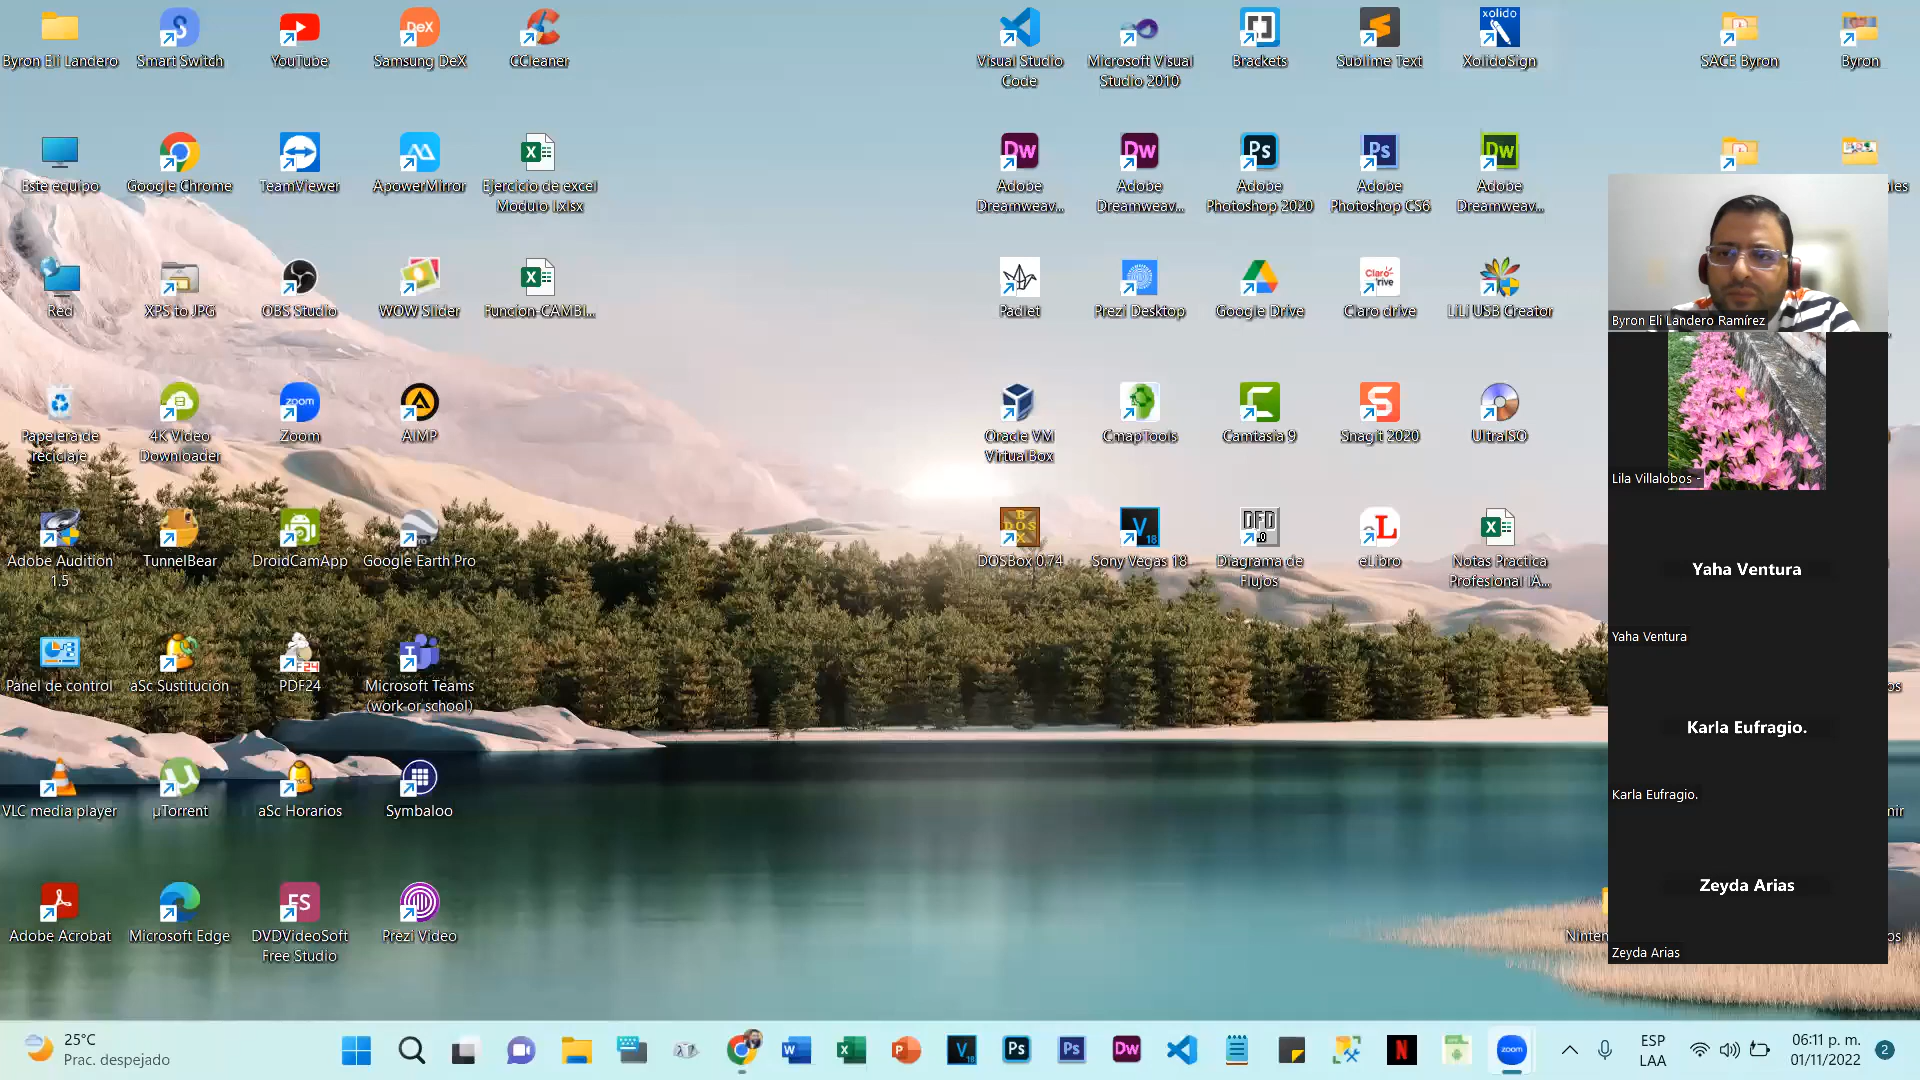 Byron Eli Landero
Smart Switch
YouTube
Samsung DeX
CCleaner
Visual Studio
Code
Microsoft Visual
Studio 2010
Brackets
Sublime Text
xolido
XolidoSign
SACE Byron
Byron
Este equipo
Google Chrome
TeamViewer
ApowerMirror
Ejercicio de excel
Modulo I.xlsx
Adobe
Dreamweav...
Adobe
Dreamweav...
Adobe
Photoshop 2020
Adobe
Photoshop CS6
Adobe
Dreamweav...
Red
XPS to JPG
OBS Studio
WOW Slider
Funcion-CAMBI...
Padlet
Prezi Desktop
Google Drive
Claro drive
LiLi USB Creator
Byron Eli Landero Ramírez
Papelera de
reciclaje
4K Video
Downloader
zoom
Zoom
AIMP
Oracle VM
VirtualBox
CmapTools
Camtasia 9
Snagit 2020
UltraISO
Lila Villalobos -
Adobe Audition
1.5
TunnelBear
DroidCamApp
Google Earth Pro
DOSBox 0.74
Sony Vegas 18
Diagrama de
Flujos
eLibro
Notas Practica
Profesional IA...
Yaha Ventura
Yaha Ventura
Panel de control
aSc Sustitución
PDF24
Microsoft Teams
(work or school)
Karla Eufragio.
Karla Eufragio.
VLC media player
µTorrent
aSc Horarios
Symbaloo
Zeyda Arias
Zeyda Arias
Adobe Acrobat
Microsoft Edge
DVDVideoSoft
Free Studio
Prezi Video
25°C
Prac. despejado
ESP
LAA
06:11 p. m.
01/11/2022
2